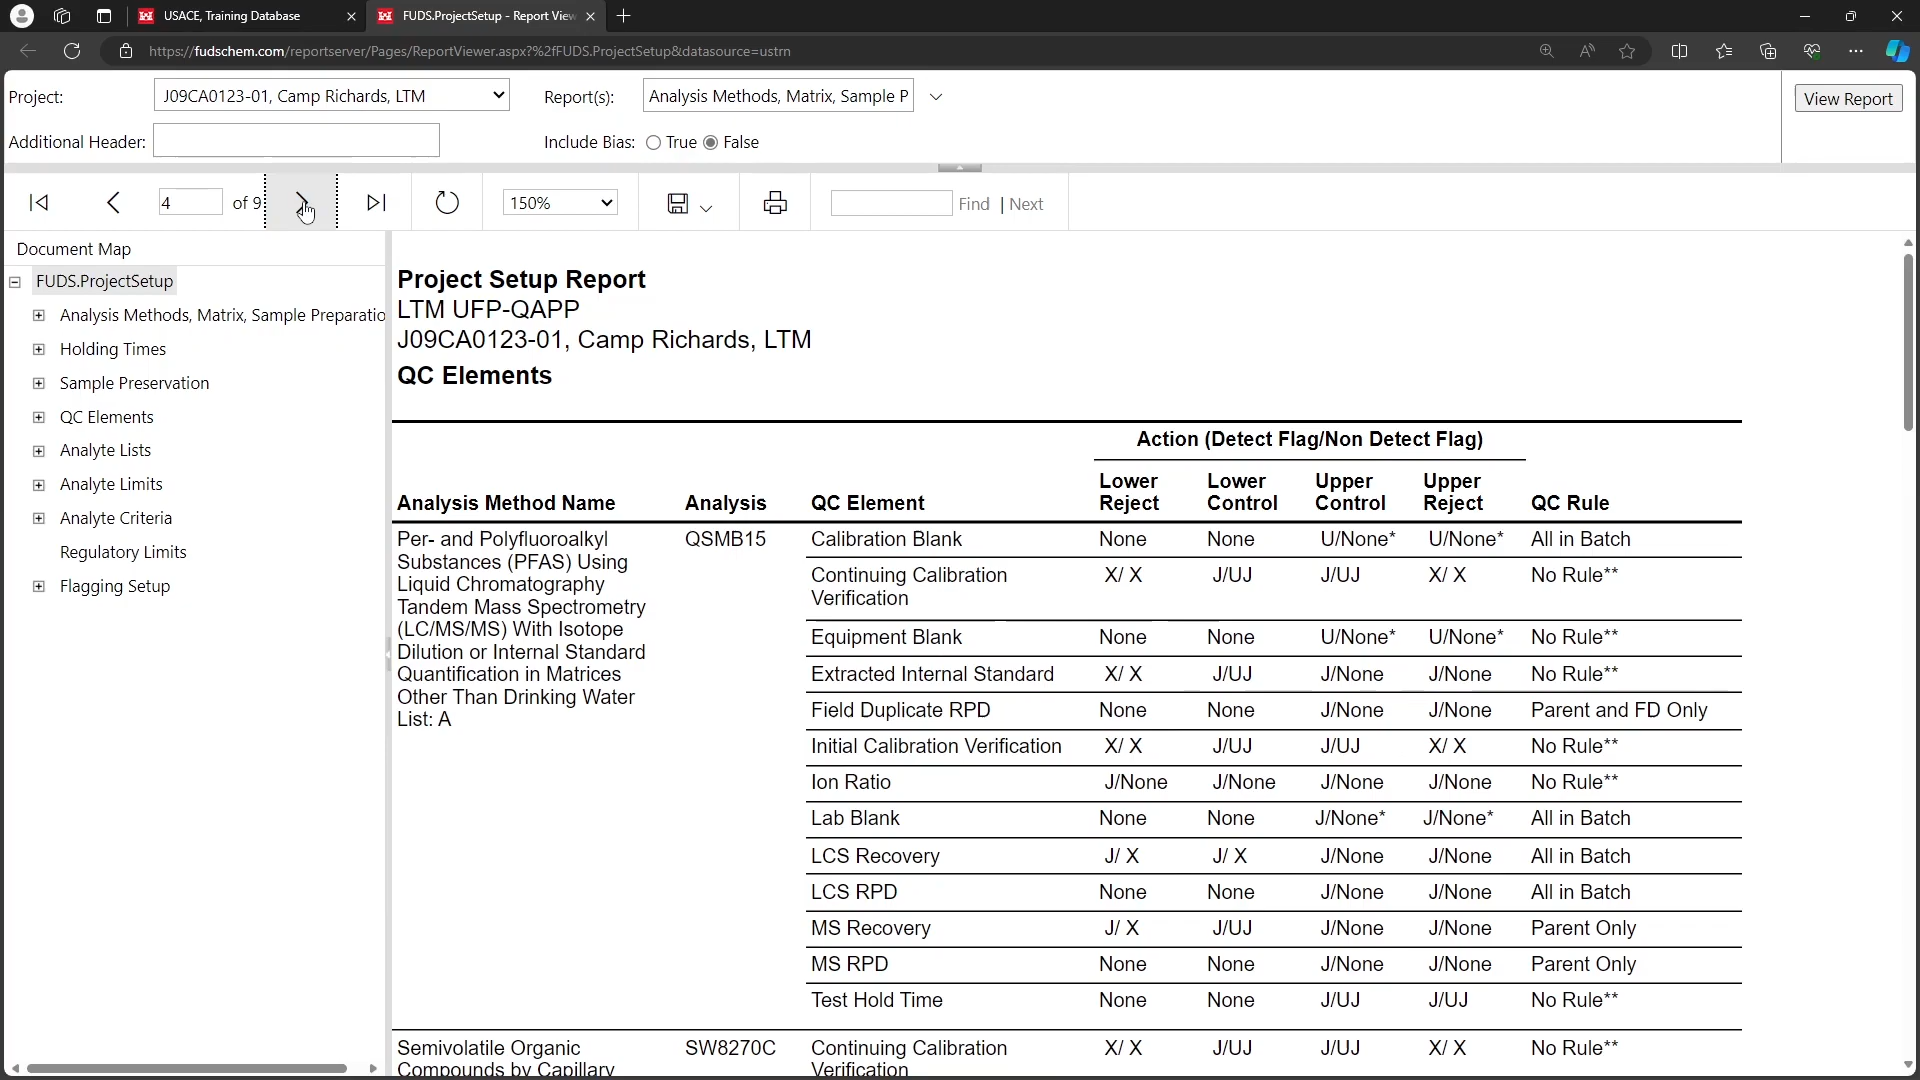 USACE, Training Database
FUDS.ProjectSetup - Report View
https://fudschem.com/reportserver/Pages/ReportViewer.aspx?%2fFUDS.ProjectSetup&datasource=ustrn
Project: J09CA0123-01, Camp Richards, LTM Report(s): Analysis Methods, Matrix, Sample P View Report
Additional Header: Include Bias: True False
4 of 9 150% Find | Next
Document Map
FUDS.ProjectSetup
Analysis Methods, Matrix, Sample Preparatio
Holding Times
Sample Preservation
QC Elements
Analyte Lists
Analyte Limits
Analyte Criteria
Regulatory Limits
Flagging Setup
Project Setup Report
LTM UFP-QAPP
J09CA0123-01, Camp Richards, LTM
QC Elements
Action (Detect Flag/Non Detect Flag)
Analysis Method Name Analysis QC Element Lower Reject Lower Control Upper Control Upper Reject QC Rule
Per- and Polyfluoroalkyl
Substances (PFAS) Using
Liquid Chromatography
Tandem Mass Spectrometry
(LC/MS/MS) With Isotope
Dilution or Internal Standard
Quantification in Matrices
Other Than Drinking Water
List: A
QSMB15
Calibration Blank None None U/None* U/None* All in Batch
Continuing Calibration Verification X/ X J/UJ J/UJ X/ X No Rule**
Equipment Blank None None U/None* U/None* No Rule**
Extracted Internal Standard X/ X J/UJ J/None J/None No Rule**
Field Duplicate RPD None None J/None J/None Parent and FD Only
Initial Calibration Verification X/ X J/UJ J/UJ X/ X No Rule**
Ion Ratio J/None J/None J/None J/None No Rule**
Lab Blank None None J/None* J/None* All in Batch
LCS Recovery J/ X J/ X J/None J/None All in Batch
LCS RPD None None J/None J/None All in Batch
MS Recovery J/ X J/UJ J/None J/None Parent Only
MS RPD None None J/None J/None Parent Only
Test Hold Time None None J/UJ J/UJ No Rule**
Semivolatile Organic SW8270C Continuing Calibration X/ X J/UJ J/UJ X/ X No Rule**
Compounds by Capillary Verification